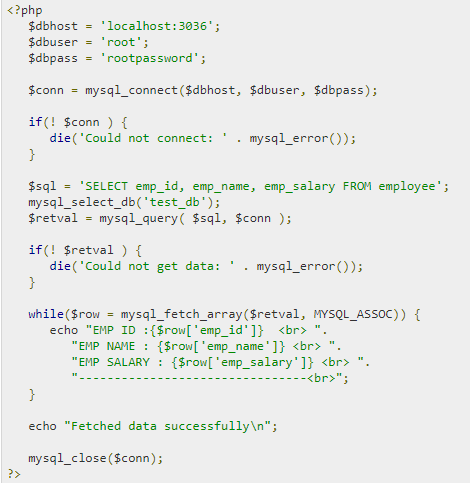 <?php
   $dbhost = 'localhost:3036';
   $dbuser = 'root';
   $dbpass = 'rootpassword';

   $conn = mysql_connect($dbhost, $dbuser, $dbpass);

   if(! $conn ) {
      die('Could not connect: ' . mysql_error());
   }

   $sql = 'SELECT emp_id, emp_name, emp_salary FROM employee';
   mysql_select_db('test_db');
   $retval = mysql_query( $sql, $conn );

   if(! $retval ) {
      die('Could not get data: ' . mysql_error());
   }

   while($row = mysql_fetch_array($retval, MYSQL_ASSOC)) {
      echo "EMP ID :{$row['emp_id']}  <br> ".
         "EMP NAME : {$row['emp_name']} <br> ".
         "EMP SALARY : {$row['emp_salary']} <br> ".
         "--------------------------------<br>";
   }

   echo "Fetched data successfully\n";

   mysql_close($conn);
?>